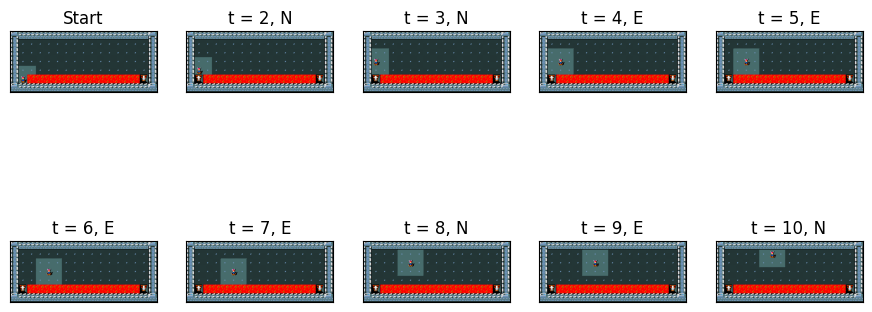 Start
t = 2, N
t = 3, N
t = 4, E
t = 5, E
t = 6, E
t = 7, E
t = 8, N
t = 9, E
t = 10, N